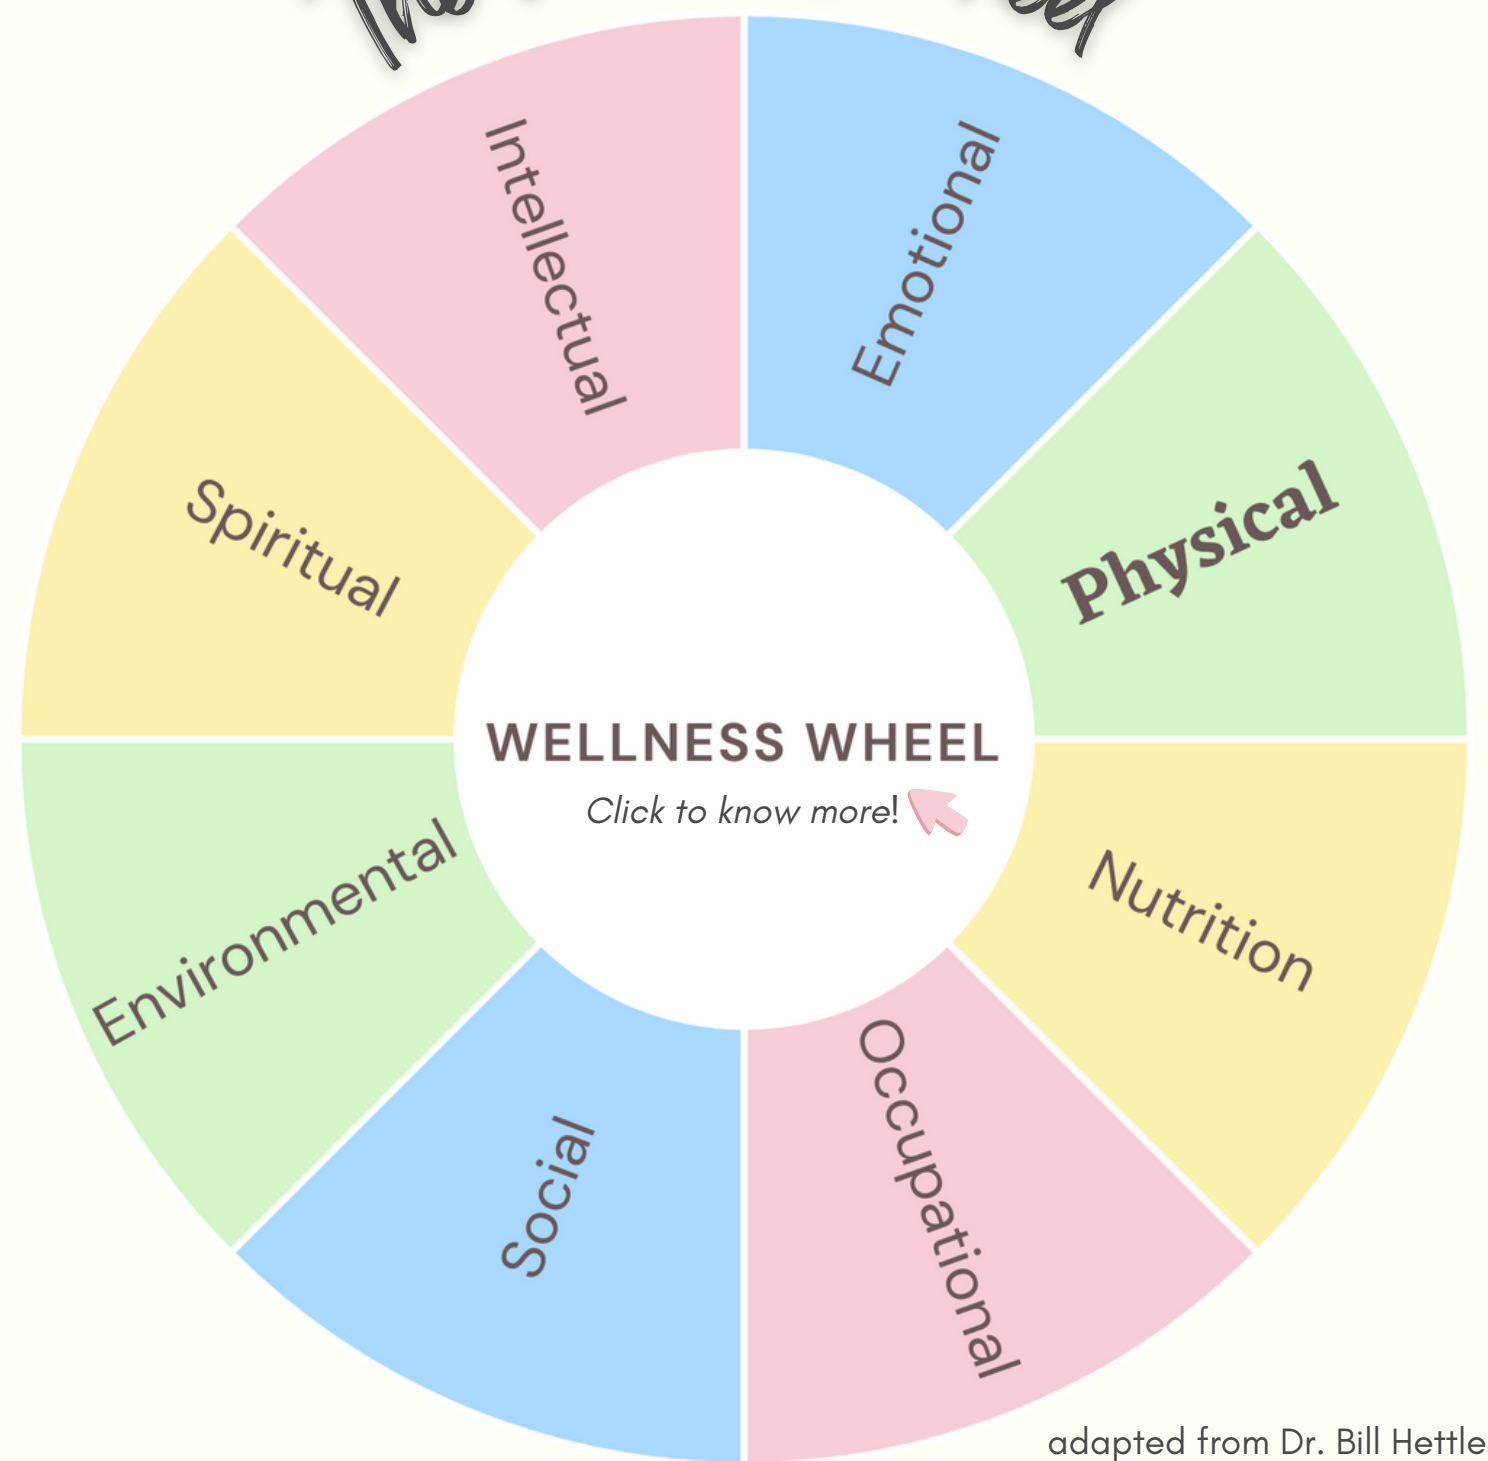 The
Emotional
Physical
Nutrition
Occupational
Social
Environmental
Spiritual
Intellectual
WELLNESS WHEEL
Click to know more!
adapted from Dr. Bill Hettle